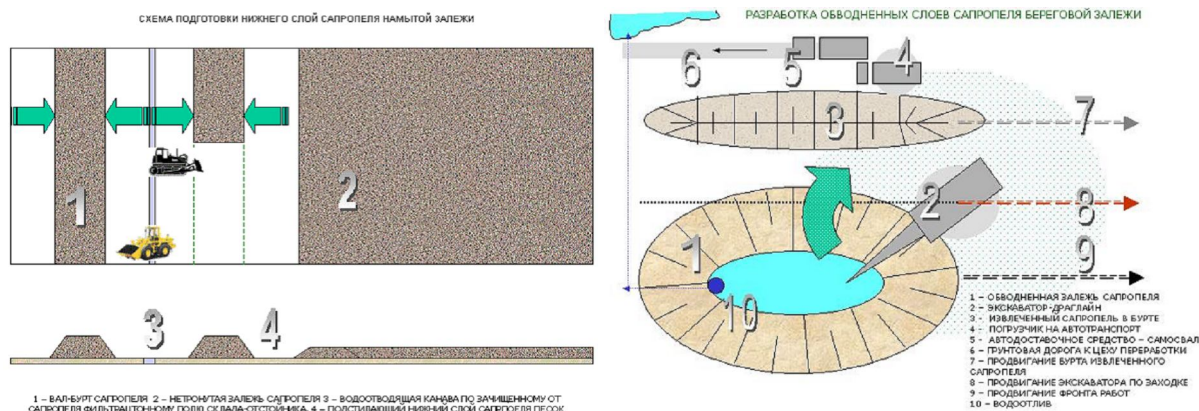 СХЕМА ПОДГОТОВКИ НИЖНЕГО СЛОЙ САПРОПЕЛЯ НАМЫТОЙ ЗАЛЕЖИ
1
2
3
4
1 – ВАЛ-БУРТ САПРОПЕЛЯ 2 – НЕТРОНУТАЯ ЗАЛЕЖЬ САПРОПЕЛЯ 3 – ВОДООТВОДЯЩАЯ КАНАВА ПО ЗАЧИЩЕННОМУ ОТ
САПРОПЕЛЯ ФИЛЬТРАЦИОННОМУ ПОЛЮ СКЛАДА-ОТСТОЙНИКА. 4 – ПОДСТИЛАЮЩИЙ НИЖНИЙ СЛОЙ САПРОПЕЛЯ ПЕСОК
РАЗРАБОТКА ОБВОДНЕННЫХ СЛОЕВ САПРОПЕЛЯ БЕРЕГОВОЙ ЗАЛЕЖИ
6
5
4
3
7
2
8
1
9
10
1 – ОБВОДНЕННАЯ ЗАЛЕЖЬ САПРОПЕЛЯ
2 – ЭКСКАВАТОР-ДРАГЛАЙН
3 - ИЗВЛЕЧЕННЫЙ САПРОПЕЛЬ В БУРТЕ
4 - ПОГРУЗЧИК НА АВТОТРАНСПОРТ
5 - АВТОДОСТАВОЧНОЕ СРЕДСТВО – САМОСВАЛ
6 – ГРУНТОВАЯ ДОРОГА К ЦЕХУ ПЕРЕРАБОТКИ
7 – ПРОДВИГАНИЕ БУРТА ИЗВЛЕЧЕННОГО
САПРОПЕЛЯ
8 – ПРОДВИГАНИЕ ЭКСКАВАТОРА ПО ЗАХОДКЕ
9 – ПРОДВИГАНИЕ ФРОНТА РАБОТ
10 – ВОДООТЛИВ